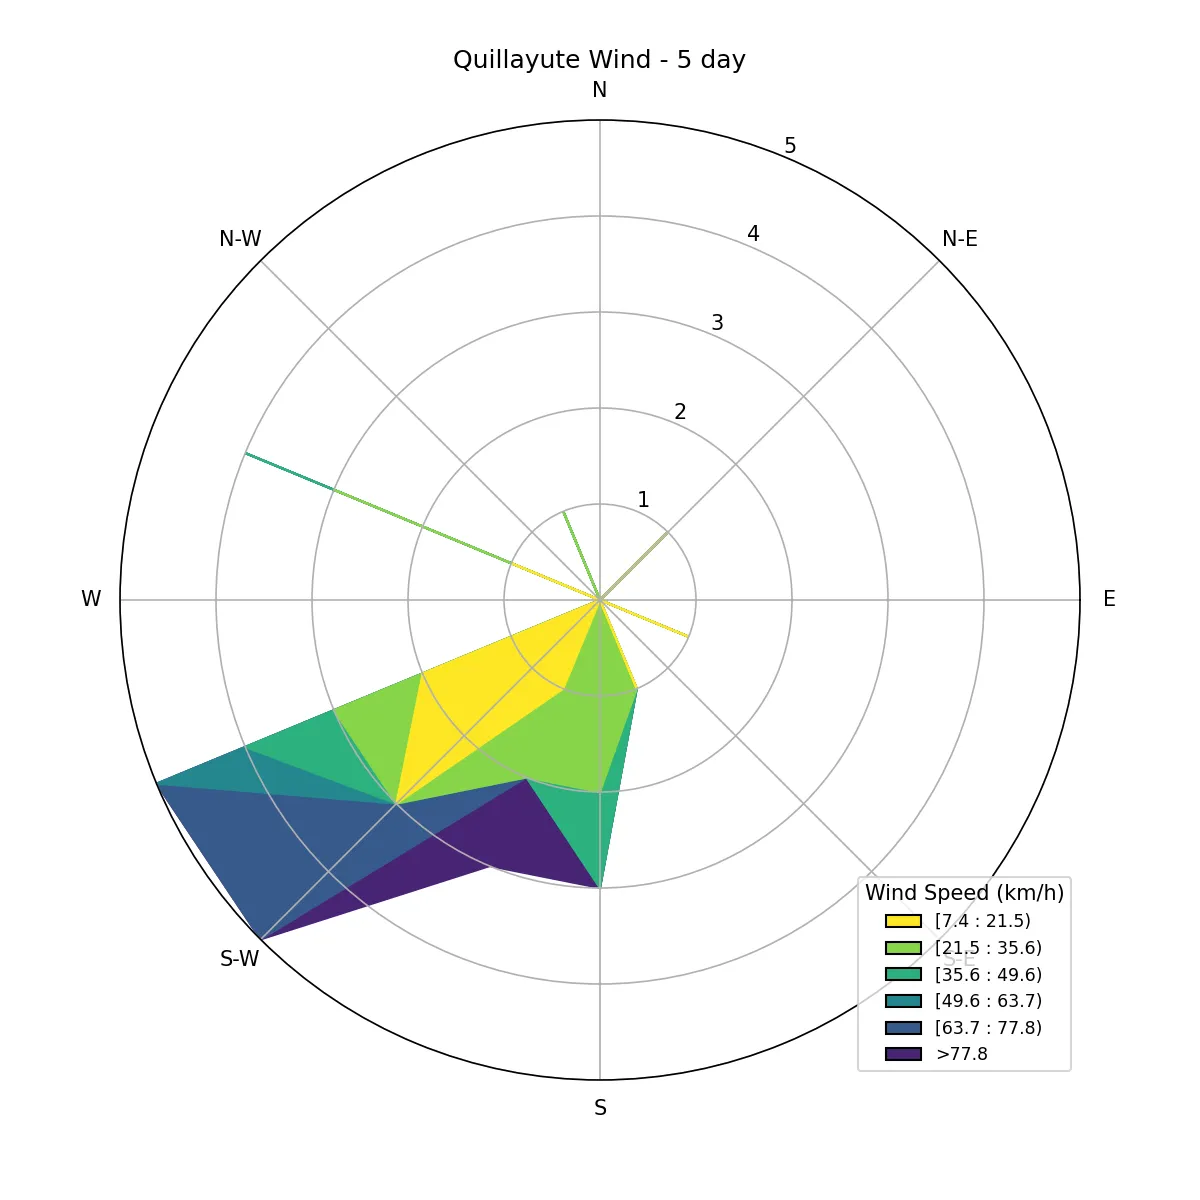 Quillayute Wind - 5 day
N
5
N-W
4
N-E
3
2
1
W
E
S-W
S-E
S
Wind Speed (km/h)
[7.4 : 21.5)
[21.5 : 35.6)
[35.6 : 49.6)
[49.6 : 63.7)
[63.7 : 77.8)
>77.8